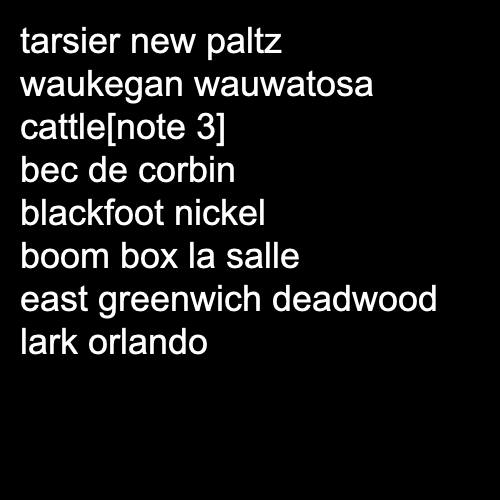 tarsier new paltz
waukegan wauwatosa
cattle[note 3]
bec de corbin
blackfoot nickel
boom box la salle
east greenwich deadwood
lark orlando